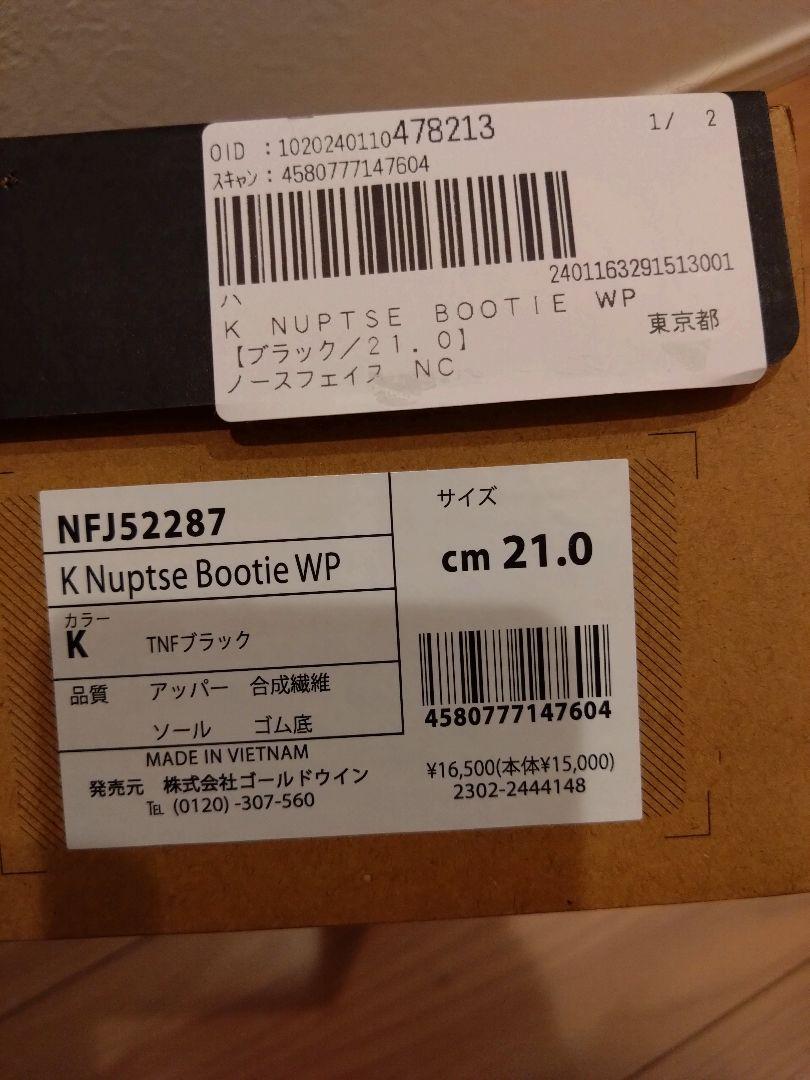 OID :1020240110478213
1/ 2
スキャン:4580777147604
2401163291513001
ハ
K NUPTSE BOOTIE WP
【ブラック/21.0】
東京都
ノースフェイス NC
NFJ52287
K Nuptse Bootie WP
カラー
K TNFブラック
品質 アッパー 合成繊維
ソール ゴム底
MADE IN VIETNAM
発売元 株式会社ゴールドウイン
℡ (0120)-307-560
サイズ
cm 21.0
4580777147604
¥16,500(本体¥15,000)
2302-2444148